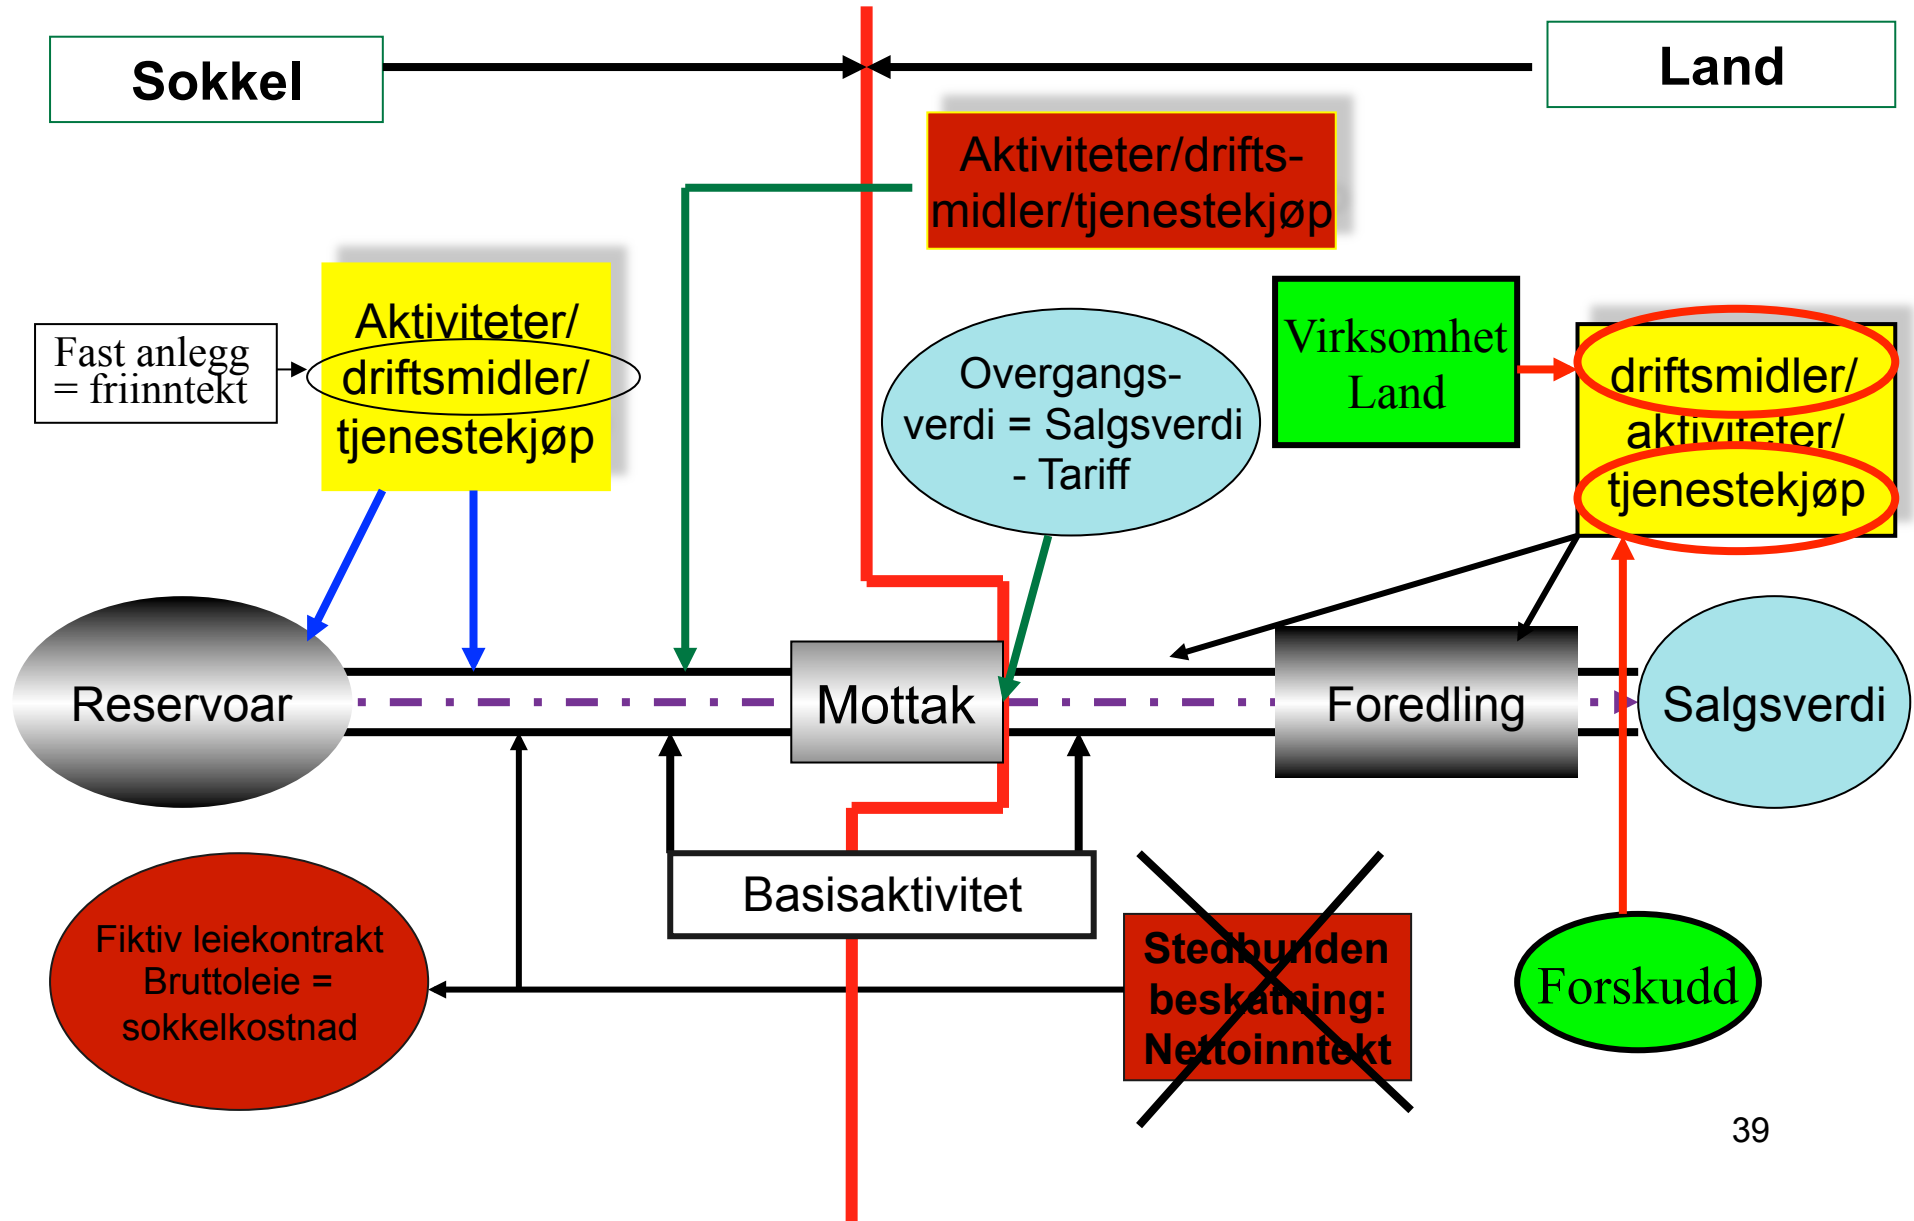 Sokkel
Land
Aktiviteter/drifts-
midler/tjenestekjøp
Fast anlegg
= friinntekt
Aktiviteter/
driftsmidler/
tjenestekjøp
Overgangs-
verdi = Salgsverdi
- Tariff
Virksomhet
Land
driftsmidler/
aktiviteter/
tjenestekjøp
Reservoar
Mottak
Foredling
Salgsverdi
Basisaktivitet
Fiktiv leiekontrakt
Bruttoleie =
sokkelkostnad
Stedbunden
beskatning:
Nettoinntekt
Forskudd
39